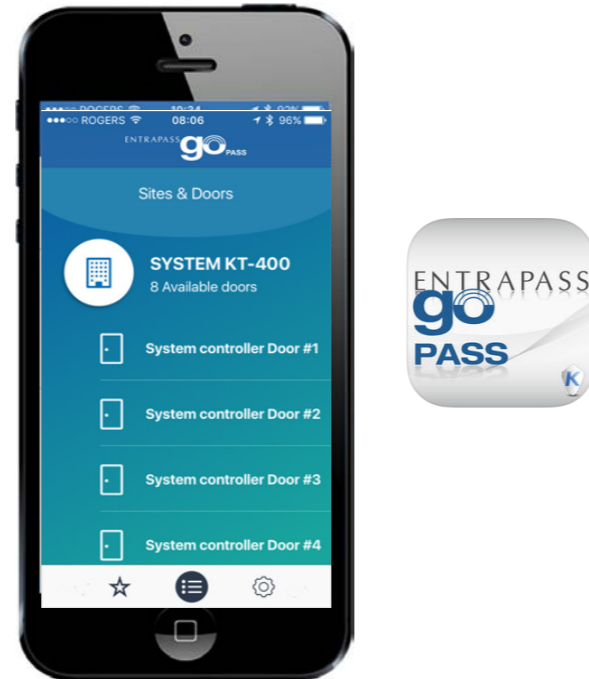 ROGERS 08:06 96%
ENTRAPASS go PASS
Sites & Doors
SYSTEM KT-400
8 Available doors
System controller Door #1
System controller Door #2
System controller Door #3
System controller Door #4
ENTRAPASS
go
PASS
K